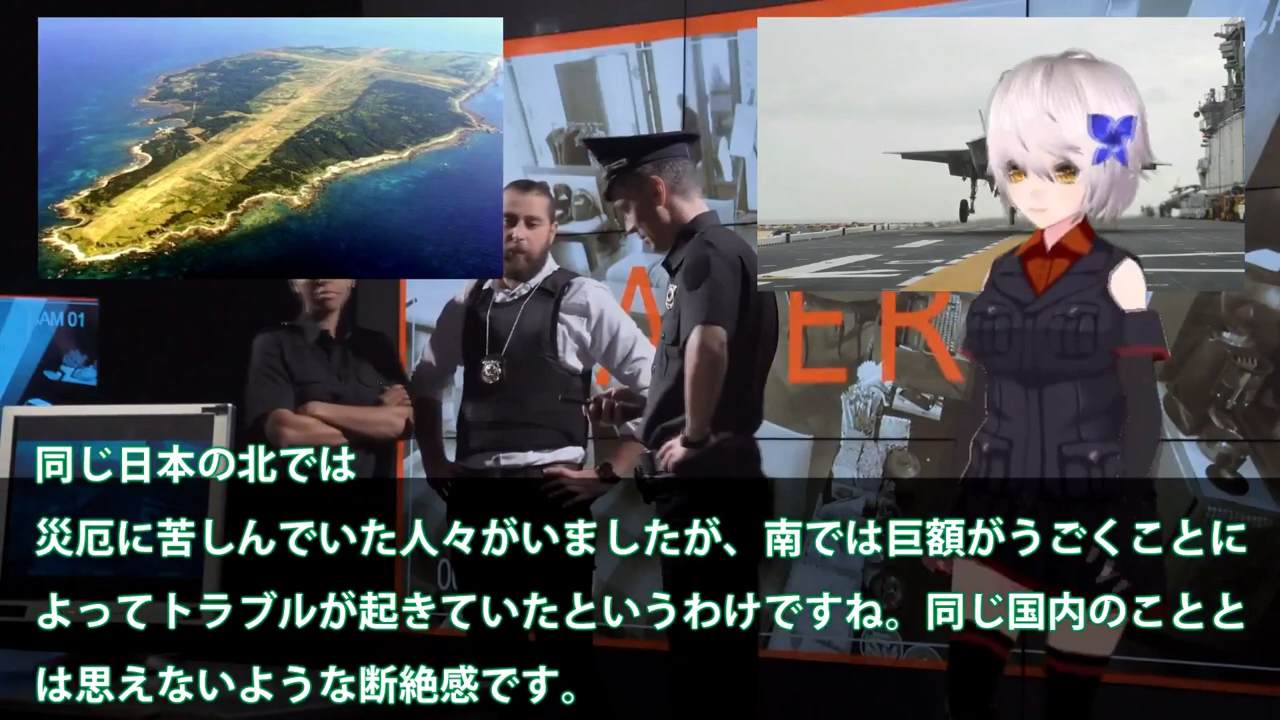 AM 01
A ER
同じ日本の北では
災厄に苦しんでいた人々がいましたが、南では巨額がうごくことに
よってトラブルが起きていたというわけですね。同じ国内のことと
は思えないような断絶感です。